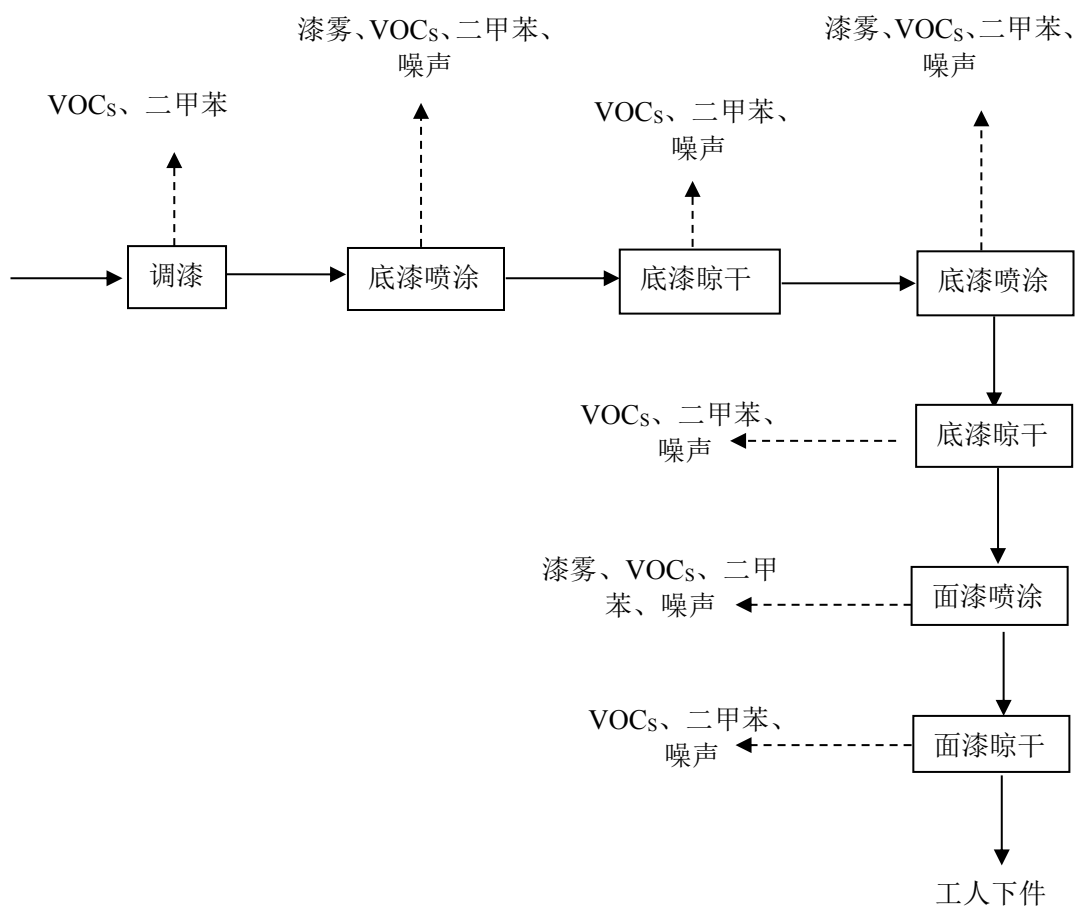 漆雾、VOCs、二甲苯、
噪声
漆雾、VOCs、二甲苯、
噪声
VOCs、二甲苯
VOCs、二甲苯、
噪声
调漆
底漆喷涂
底漆晾干
底漆喷涂
VOCs、二甲苯、
噪声
底漆晾干
漆雾、VOCs、二甲
苯、噪声
面漆喷涂
VOCs、二甲苯、
噪声
面漆晾干
工人下件